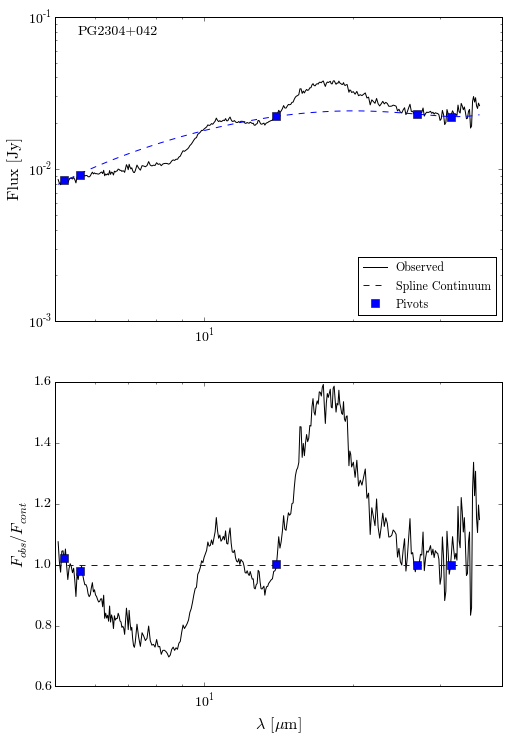 10⁻¹
PG2304+042
10⁻²
Flux [Jy]
Observed
Spline Continuum
Pivots
10⁻³
10¹
1.6
1.4
1.2
F_obs/F_cont
1.0
0.8
0.6
10¹
λ [μm]